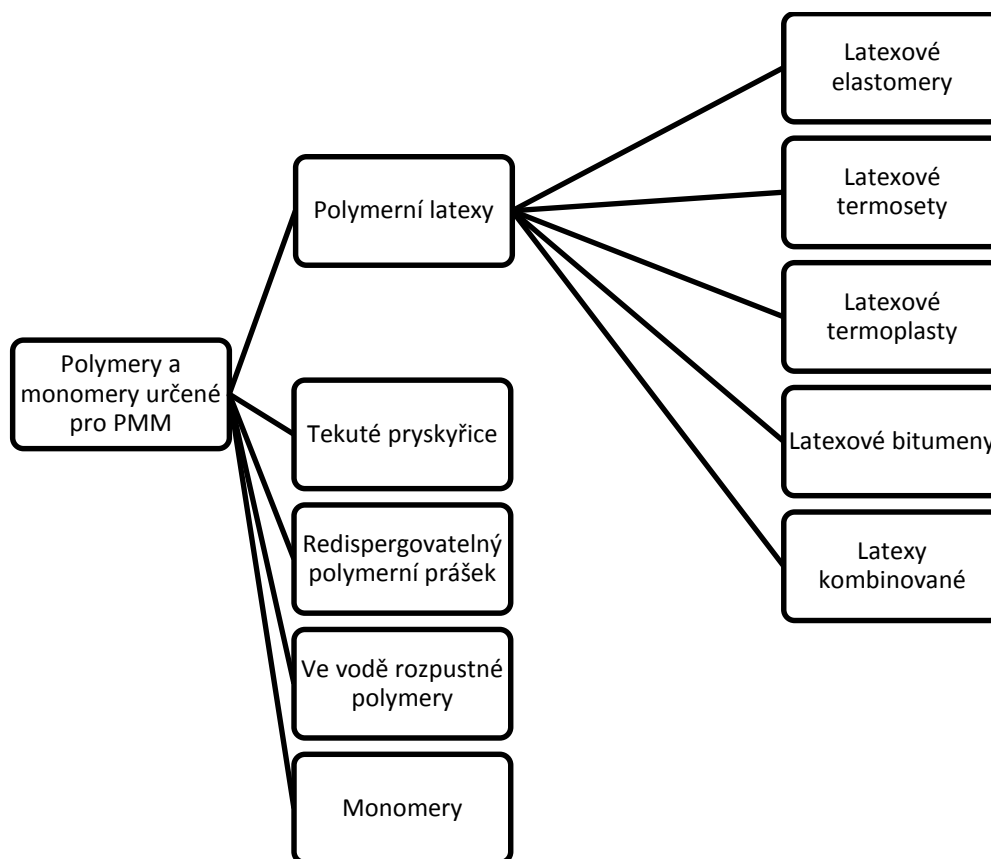 Polymery a
monomery určené
pro PMM
Polymerní latexy
Tekuté pryskyřice
Redispergovatelný
polymerní prášek
Ve vodě rozpustné
polymery
Monomery
Latexové
elastomery
Latexové
termosety
Latexové
termoplasty
Latexové bitumeny
Latexy
kombinované